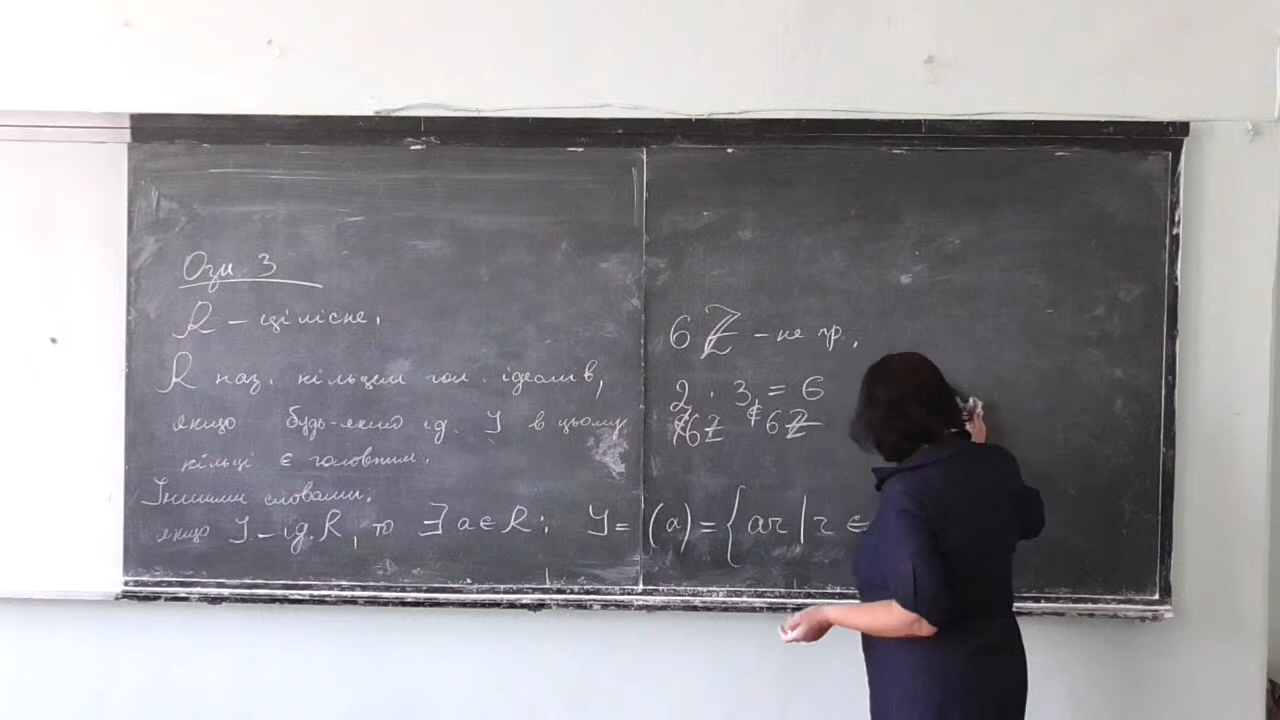 Озн. 3
R – цілісне.
R наз. кільцем гол. ідеалів,
якщо будь-який ід. I в цьому
кільці є головним.
Іншими словами,
якщо I – ід. R, то ∃ a ∈ R: I = (a) = {ar | r ∈
6ℤ – не пр.
2 · 3 = 6
∉ 6ℤ ∉ 6ℤ